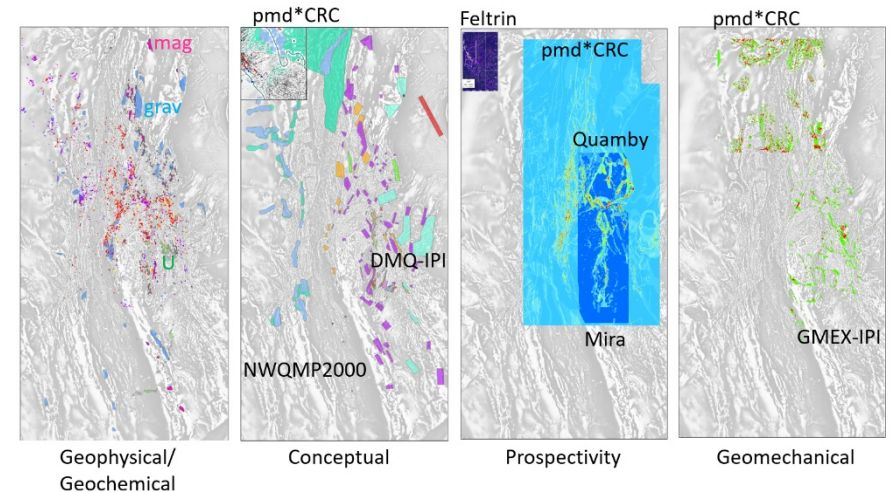 pmd*CRC
Feltrin
pmd*CRC
mag
grav
U
DMQ-IPI
NWQMP2000
pmd*CRC
Quamby
Mira
GMEX-IPI
Geophysical/
Geochemical
Conceptual
Prospectivity
Geomechanical